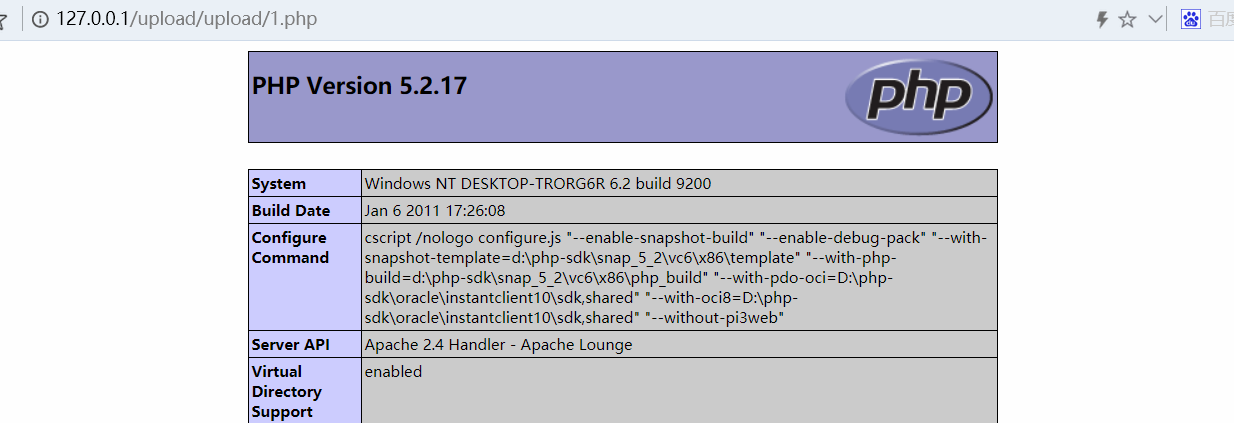 127.0.0.1/upload/upload/1.php
百度
PHP Version 5.2.17
php
System
Windows NT DESKTOP-TRORG6R 6.2 build 9200
Build Date
Jan 6 2011 17:26:08
Configure
Command
cscript /nologo configure.js "--enable-snapshot-build" "--enable-debug-pack" "--with-
snapshot-template=d:\php-sdk\snap_5_2\vc6\x86\template" "--with-php-
build=d:\php-sdk\snap_5_2\vc6\x86\php_build" "--with-pdo-oci=D:\php-
sdk\oracle\instantclient10\sdk,shared" "--with-oci8=D:\php-
sdk\oracle\instantclient10\sdk,shared" "--without-pi3web"
Server API
Apache 2.4 Handler - Apache Lounge
Virtual
Directory
Support
enabled